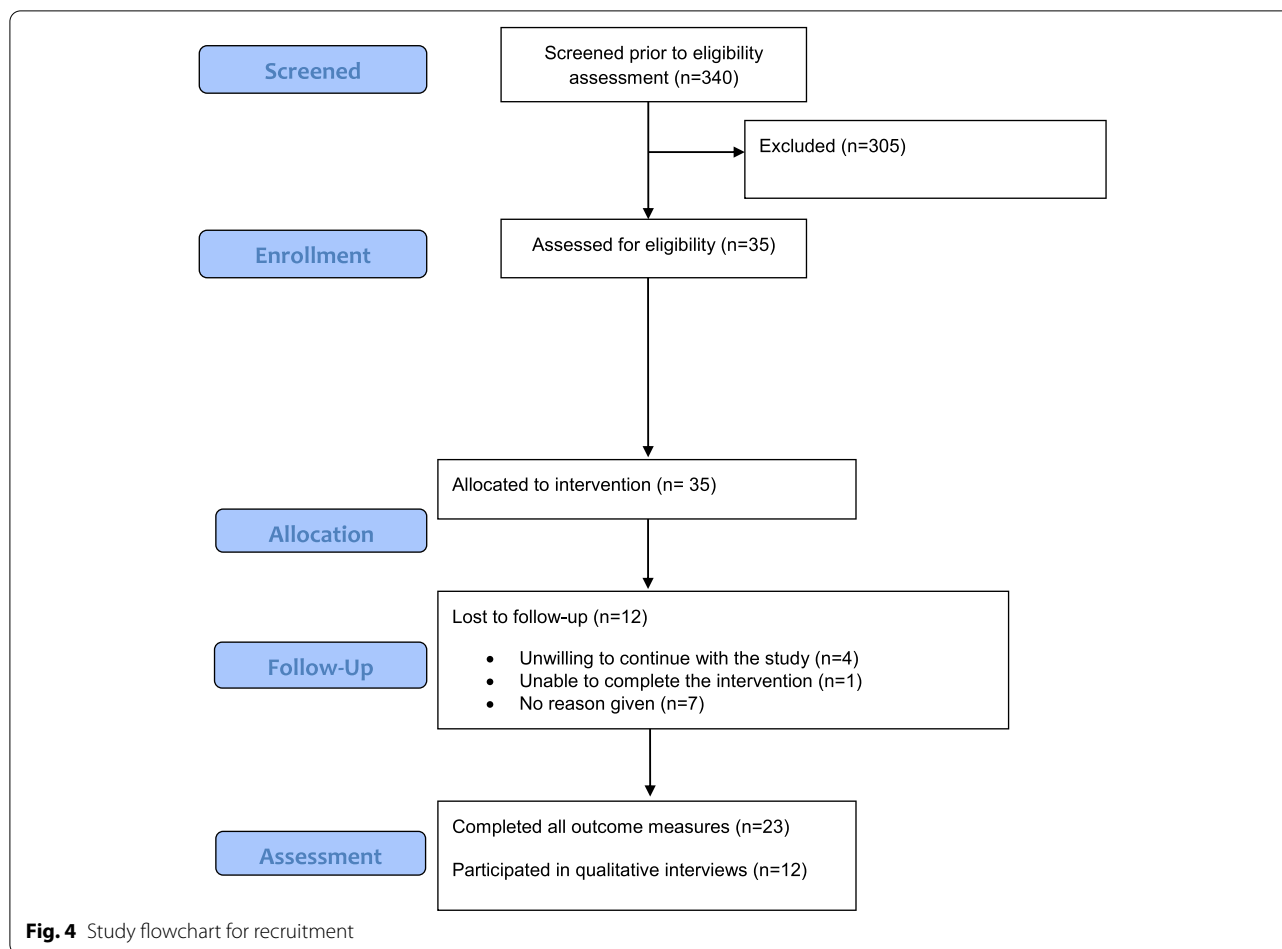 Screened
Screened prior to eligibility
assessment (n=340)
Excluded (n=305)
Enrollment
Assessed for eligibility (n=35)
Allocated to intervention (n= 35)
Allocation
Lost to follow-up (n=12)
• Unwilling to continue with the study (n=4)
• Unable to complete the intervention (n=1)
• No reason given (n=7)
Follow-Up
Completed all outcome measures (n=23)
Participated in qualitative interviews (n=12)
Assessment
Fig. 4 Study flowchart for recruitment